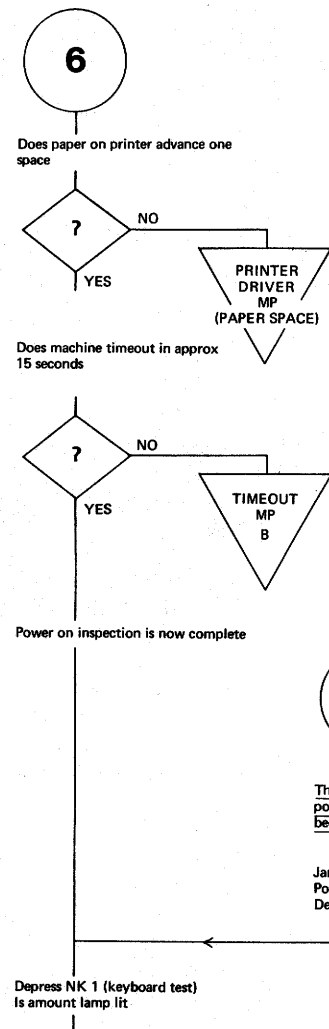 6
Does paper on printer advance one
space
?
NO
YES
PRINTER
DRIVER
MP
(PAPER SPACE)
Does machine timeout in approx
15 seconds
?
NO
YES
TIMEOUT
MP
B
Power on inspection is now complete
Depress NK 1 (keyboard test)
Is amount lamp lit